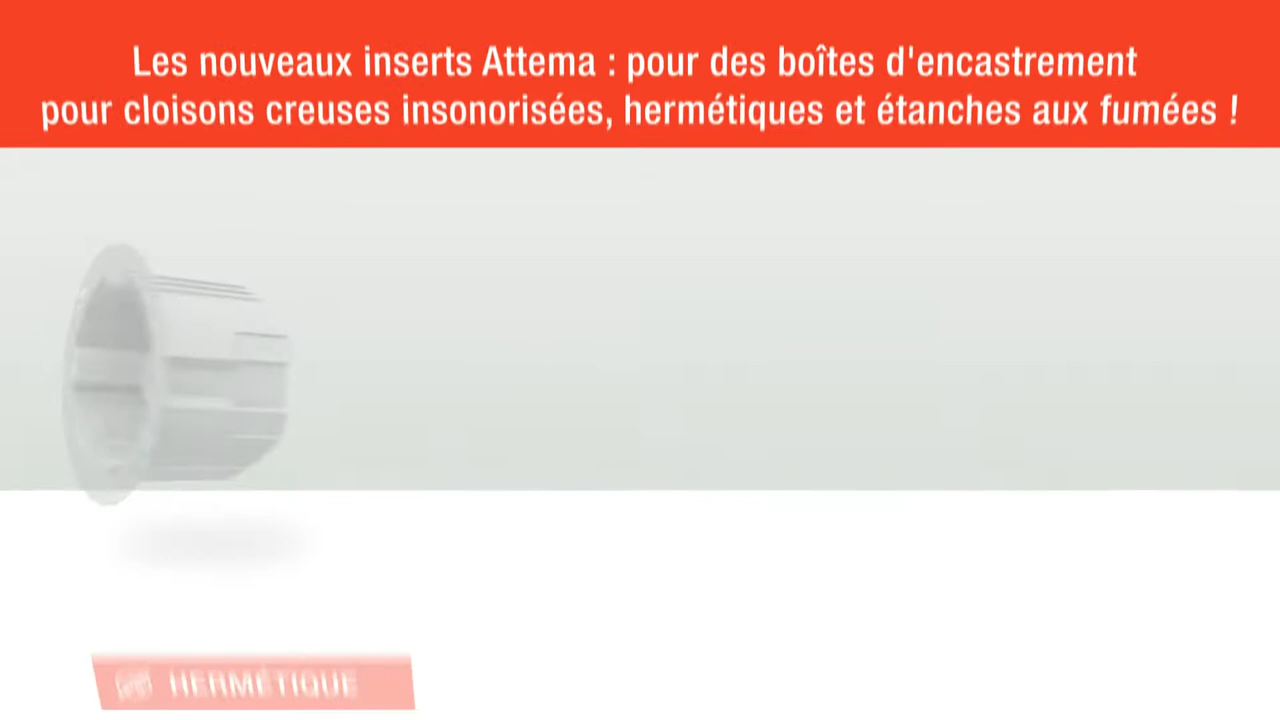 Les nouveaux inserts Attema : pour des boîtes d'encastrement
pour cloisons creuses insonorisées, hermétiques et étanches aux fumées !
HERMÉTIQUE